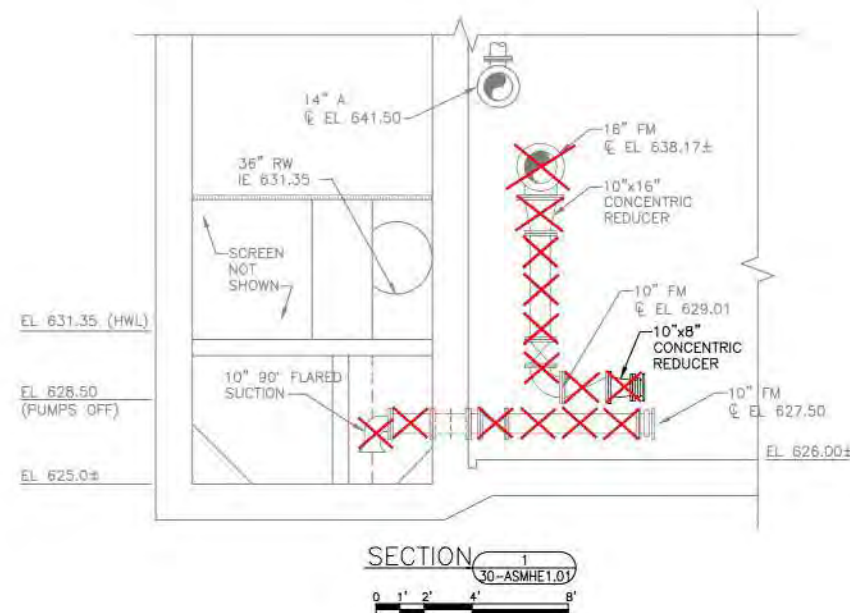 14" A
℄ EL 641.50
16" FM
℄ EL 638.17±
36" RW
IE 631.35
10"x16"
CONCENTRIC
REDUCER
SCREEN
NOT
SHOWN
10" FM
℄ EL 629.01
EL 631.35 (HWL)
10"x8"
CONCENTRIC
REDUCER
10" 90° FLARED
SUCTION
EL 628.50
(PUMPS OFF)
10" FM
℄ EL 627.50
EL 626.00±
EL 625.0±
SECTION
1
30-ASMHE1.01
0 1' 2' 4' 8'